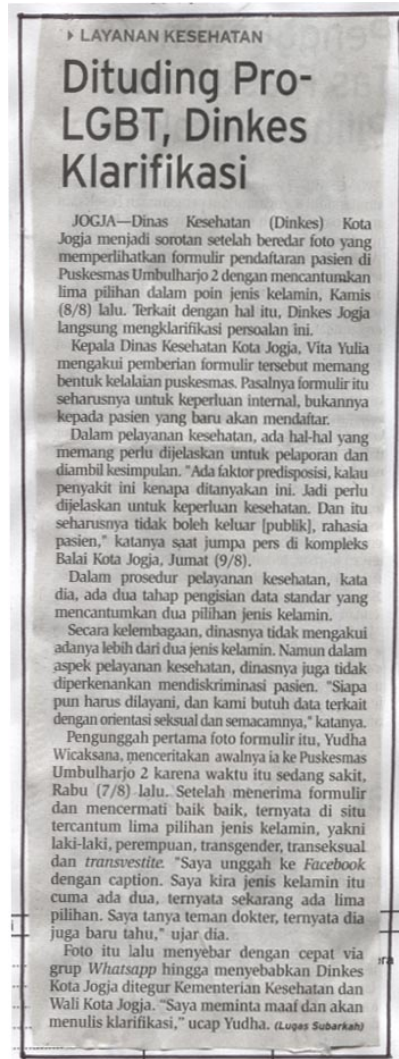 LAYANAN KESEHATAN
Dituding Pro-
LGBT, Dinkes
Klarifikasi
JOGJA—Dinas Kesehatan (Dinkes) Kota
Jogja menjadi sorotan setelah beredar foto yang
memperlihatkan formulir pendaftaran pasien di
Puskesmas Umbulharjo 2 dengan mencantumkan
lima pilihan dalam poin jenis kelamin, Kamis
(8/8) lalu. Terkait dengan hal itu, Dinkes Jogja
langsung mengklarifikasi persoalan ini.
Kepala Dinas Kesehatan Kota Jogja, Vita Yulia
mengakui pemberian formulir tersebut memang
bentuk kelalaian puskesmas. Pasalnya formulir itu
seharusnya untuk keperluan internal, bukannya
kepada pasien yang baru akan mendaftar.
Dalam pelayanan kesehatan, ada hal-hal yang
memang perlu dijelaskan untuk pelaporan dan
diambil kesimpulan. "Ada faktor predisposisi, kalau
penyakit ini kenapa ditanyakan ini. Jadi perlu
dijelaskan untuk keperluan kesehatan. Dan itu
seharusnya tidak boleh keluar [publik], rahasia
pasien," katanya saat jumpa pers di kompleks
Balai Kota Jogja, Jumat (9/8).
Dalam prosedur pelayanan kesehatan, kata
dia, ada dua tahap pengisian data standar yang
mencantumkan dua pilihan jenis kelamin.
Secara kelembagaan, dinasnya tidak mengakui
adanya lebih dari dua jenis kelamin. Namun dalam
aspek pelayanan kesehatan, dinasnya juga tidak
diperkenankan mendiskriminasi pasien. "Siapa
pun harus dilayani, dan kami butuh data terkait
dengan orientasi seksual dan semacamnya," katanya.
Pengunggah pertama foto formulir itu, Yudha
Wicaksana, menceritakan awalnya ia ke Puskesmas
Umbulharjo 2 karena waktu itu sedang sakit,
Rabu (7/8) lalu. Setelah menerima formulir
dan mencermati baik baik, ternyata di situ
tercantum lima pilihan jenis kelamin, yakni
laki-laki, perempuan, transgender, transeksual
dan transvestite. "Saya unggah ke Facebook
dengan caption. Saya kira jenis kelamin itu
cuma ada dua, ternyata sekarang ada lima
pilihan. Saya tanya teman dokter, ternyata dia
juga baru tahu," ujar dia.
Foto itu lalu menyebar dengan cepat via
grup Whatsapp hingga menyebabkan Dinkes
Kota Jogja ditegur Kementerian Kesehatan dan
Wali Kota Jogja. "Saya meminta maaf dan akan
menulis klarifikasi," ucap Yudha. (Lugas Subarkah)